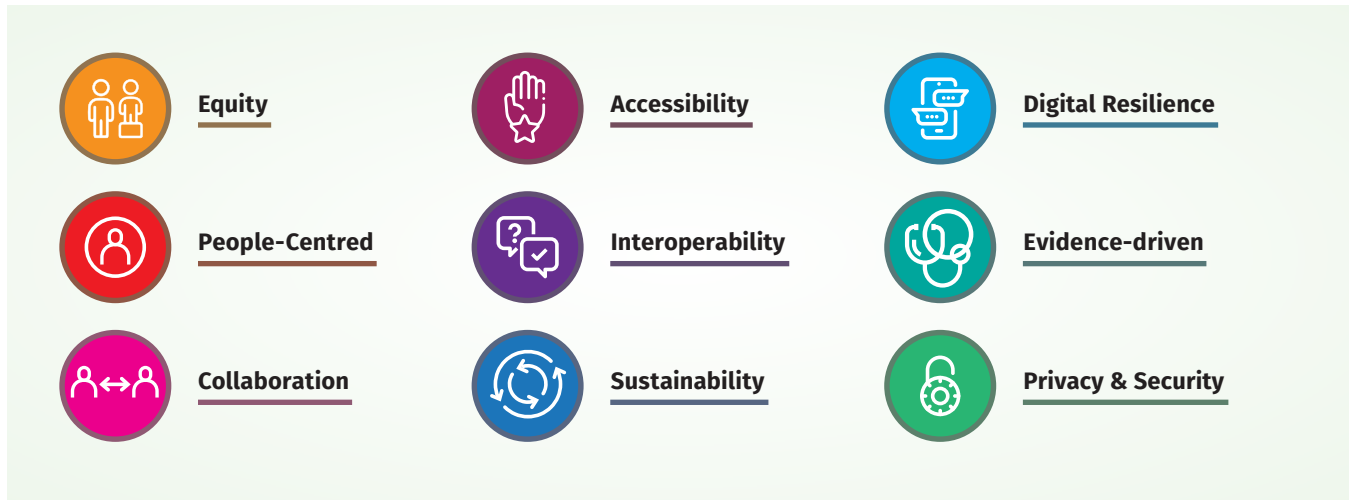 Equity
Accessibility
Digital Resilience
People-Centred
Interoperability
Evidence-driven
Collaboration
Sustainability
Privacy & Security